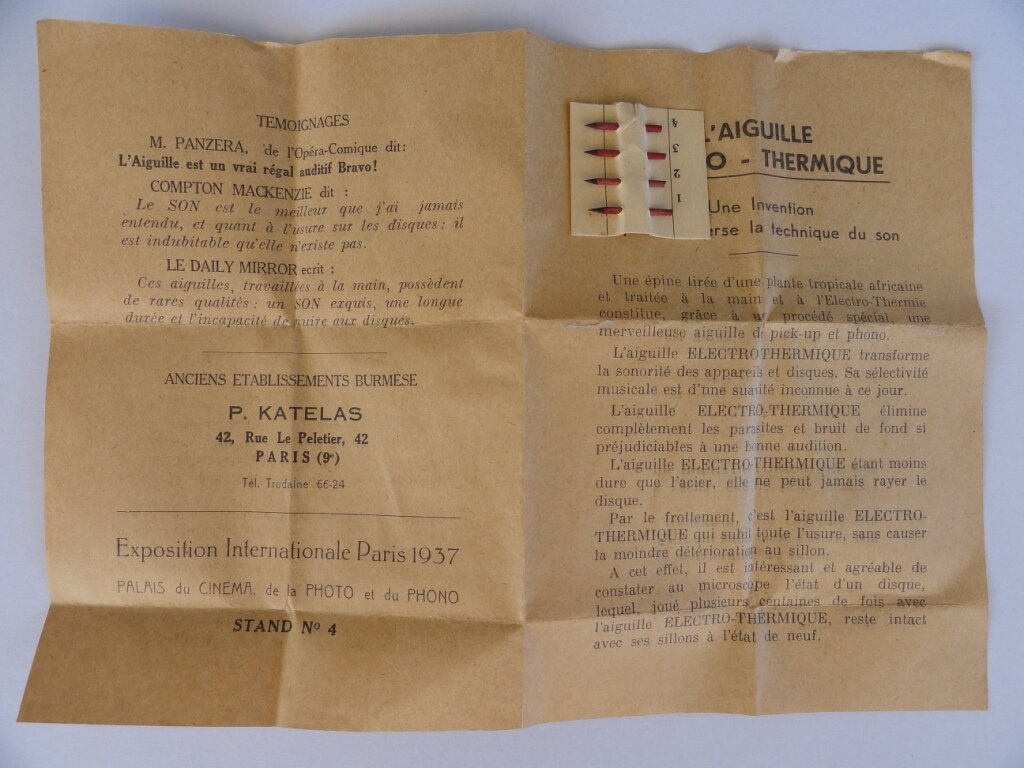 TEMOIGNAGES
M. PANZERA, de l'Opéra-Comique dit:
L'Aiguille est un vrai régal auditif Bravo!
COMPTON MACKENZIE dit :
Le SON est le meilleur que j'ai jamais
entendu, et quant à l'usure sur les disques: il
est indubitable qu'elle n'existe pas.
LE DAILY MIRROR ecrit :
Ces aiguilles, travaillées à la main, possèdent
de rares qualités: un SON exquis, une longue
durée et l'incapacité de nuire aux disques.
ANCIENS ETABLISSEMENTS BURMESE
P. KATELAS
42, Rue Le Peletier, 42
PARIS (9e)
Tél. Trudaine 66-24
Exposition Internationale Paris 1937
PALAIS du CINEMA, de la PHOTO et du PHONO
STAND No 4
4
3
2
1
L'AIGUILLE
O - THERMIQUE
Une Invention
erse la technique du son
Une épine tirée d'une plante tropicale africaine
et traitée à la main et à l'Electro-Thermie
constitue, grâce à un procédé spécial, une
merveilleuse aiguille de pick-up et phono.
L'aiguille ELECTROTHERMIQUE transforme
la sonorité des appareils et disques. Sa sélectivité
musicale est d'une suavité inconnue à ce jour.
L'aiguille ELECTRO-THERMIQUE élimine
complètement les parasites et bruit de fond si
préjudiciables à une bonne audition.
L'aiguille ELECTRO-THERMIQUE étant moins
dure que l'acier, elle ne peut jamais rayer le
disque.
Par le frottement, c'est l'aiguille ELECTRO-
THERMIQUE qui subit toute l'usure, sans causer
la moindre détérioration au sillon.
A cet effet, il est intéressant et agréable de
constater au microscope l'état d'un disque,
lequel, joué plusieurs centaines de fois avec
l'aiguille ELECTRO-THERMIQUE, reste intact
avec ses sillons à l'état de neuf.